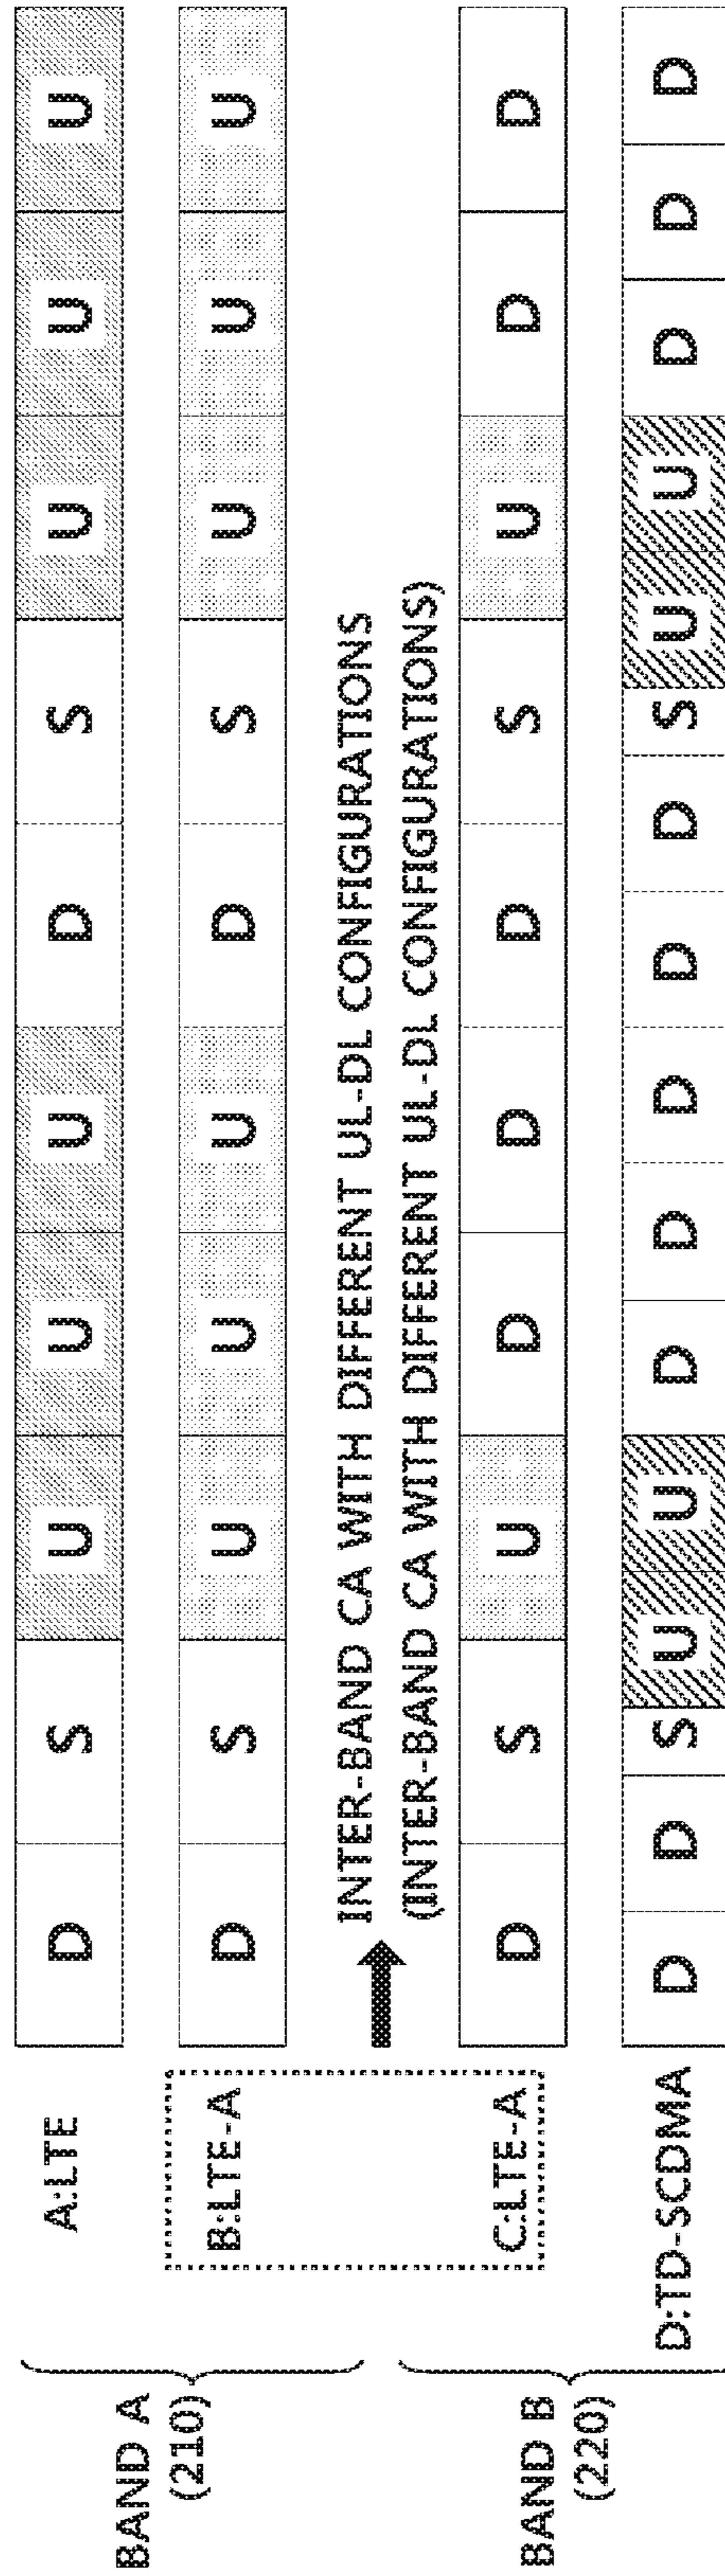 BAND A
(210)
A:LTE
D S U U U D S U U U
B:LTE-A
D S U U U D S U U U
INTER-BAND CA WITH DIFFERENT UL-DL CONFIGURATIONS
(INTER-BAND CA WITH DIFFERENT UL-DL CONFIGURATIONS)
BAND B
(220)
C:LTE-A
D S U D D D S U D D
D:TD-SCDMA
D D S U U D D D D D S U U D D D